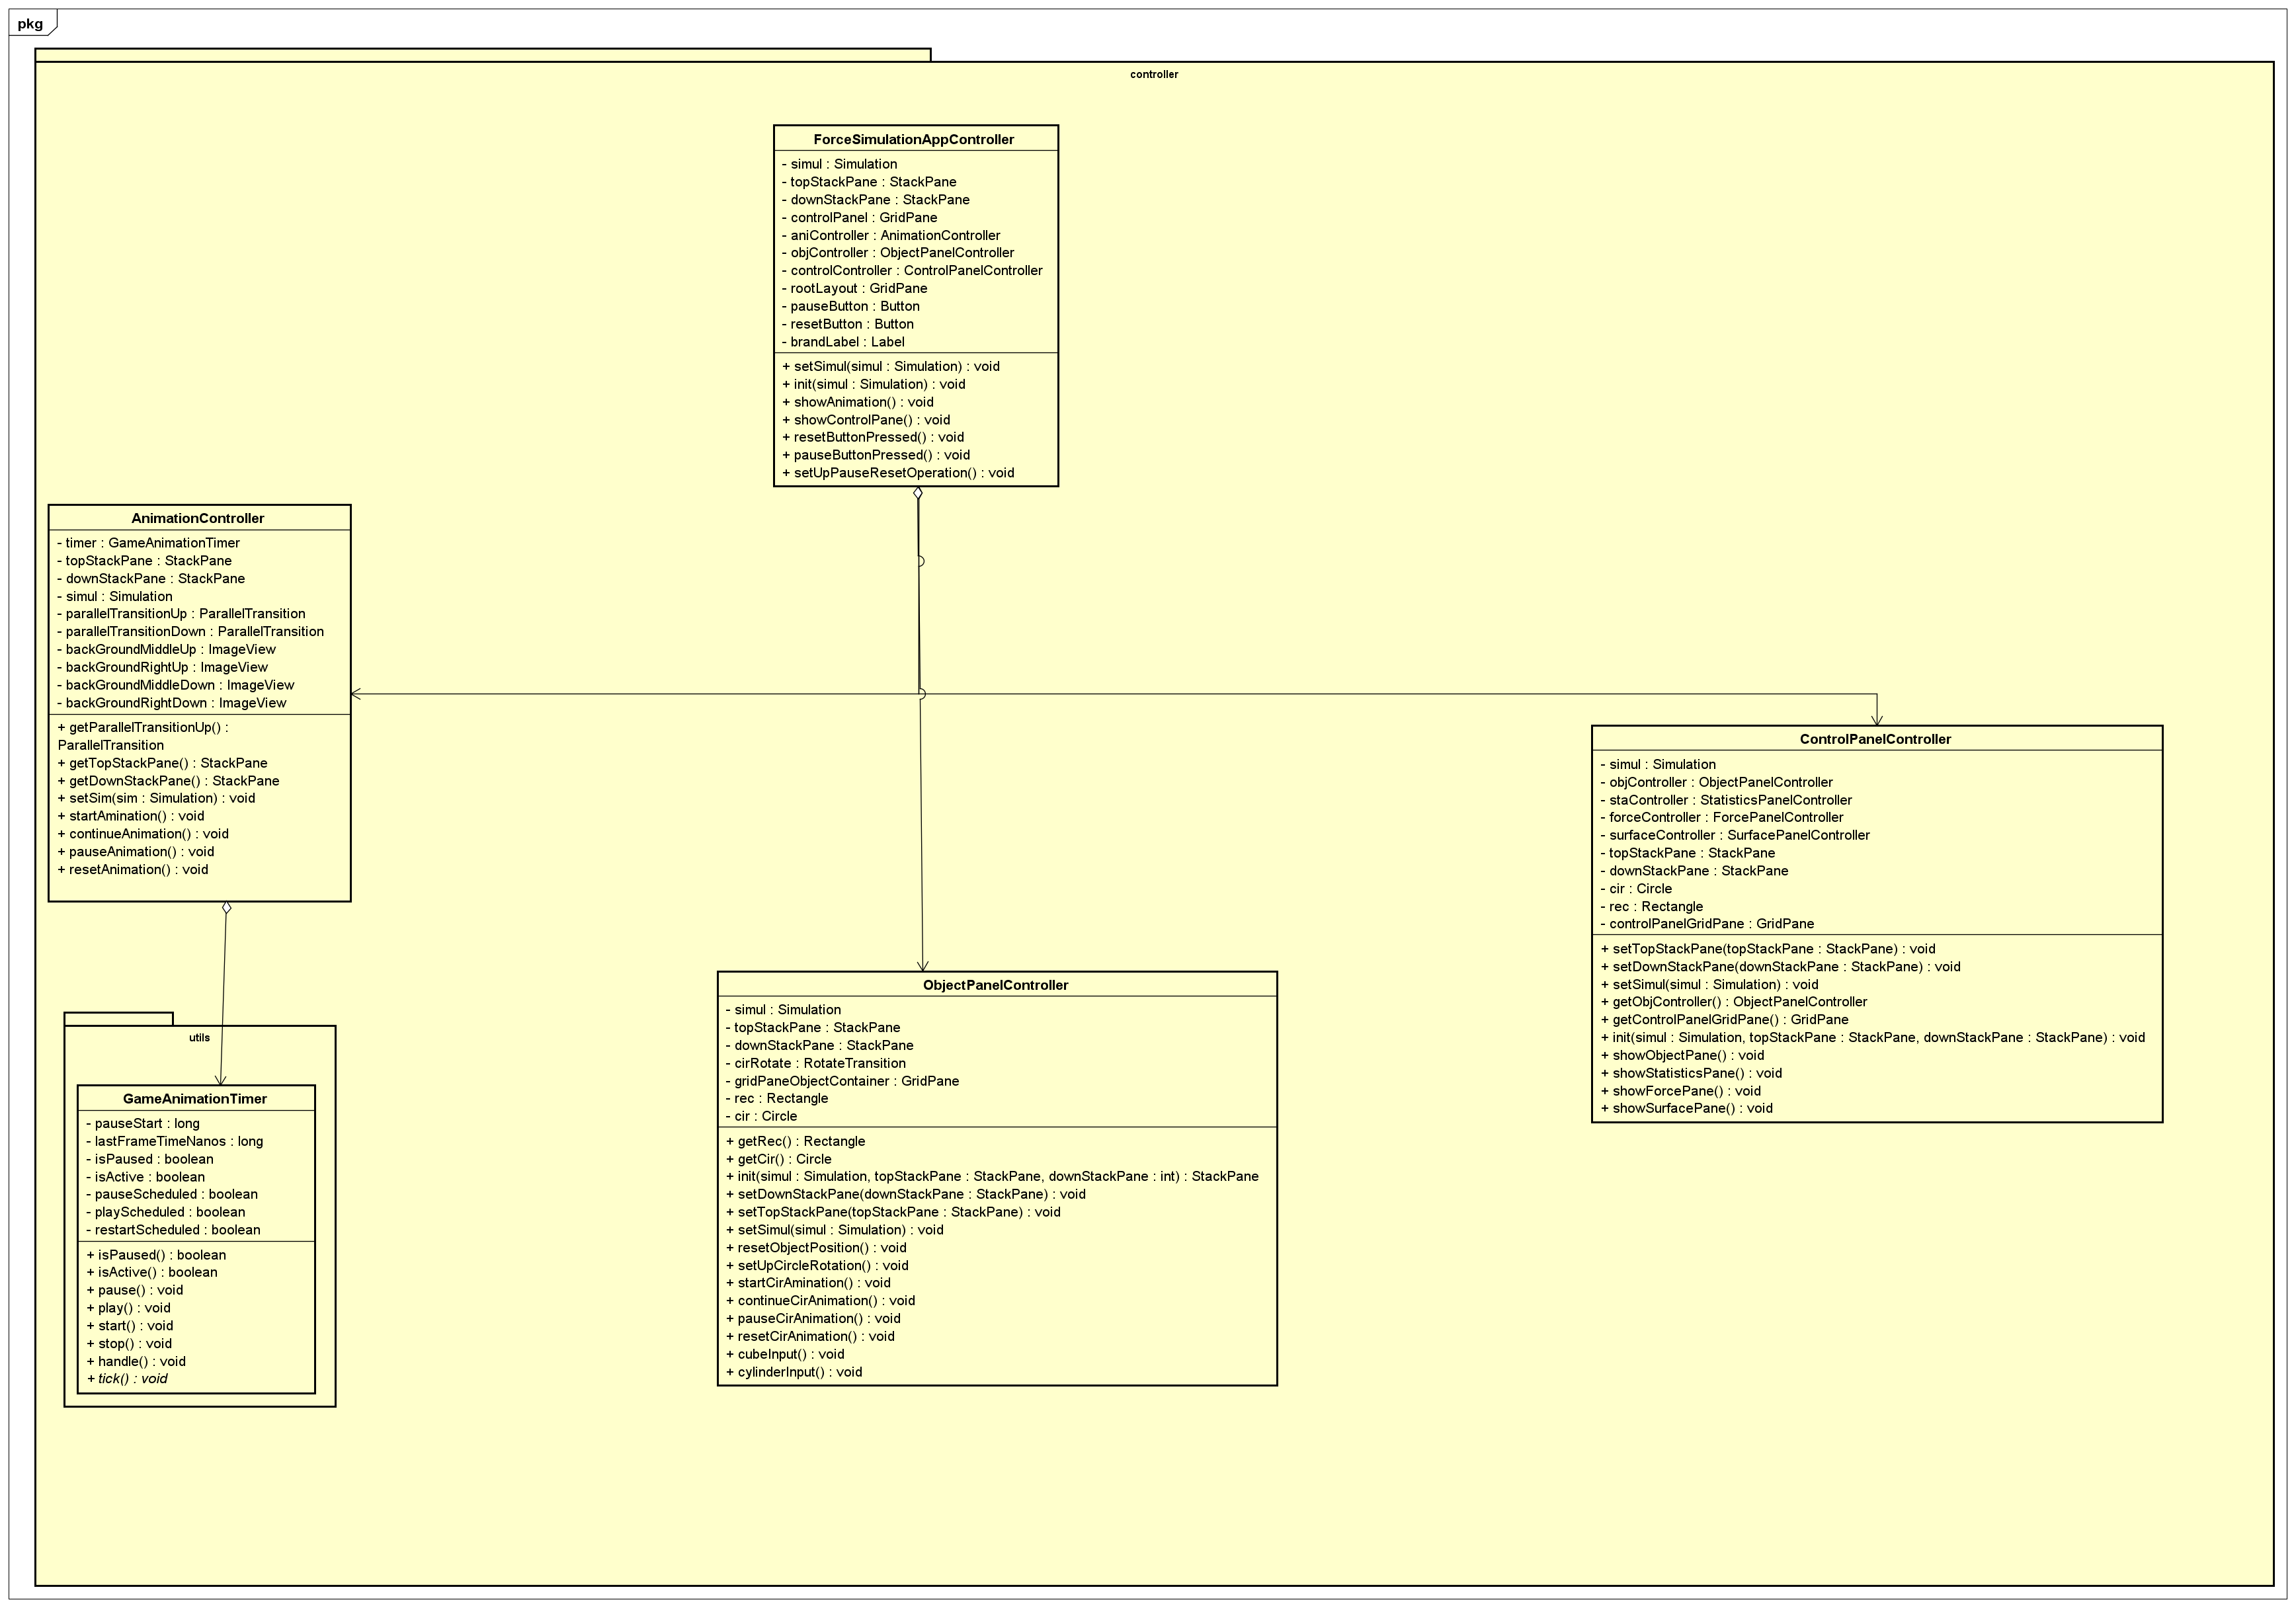 pkg
controller
ForceSimulationAppController
- simul : Simulation
- topStackPane : StackPane
- downStackPane : StackPane
- controlPanel : GridPane
- aniController : AnimationController
- objController : ObjectPanelController
- controlController : ControlPanelController
- rootLayout : GridPane
- pauseButton : Button
- resetButton : Button
- brandLabel : Label
+ setSimul(simul : Simulation) : void
+ init(simul : Simulation) : void
+ showAnimation() : void
+ showControlPane() : void
+ resetButtonPressed() : void
+ pauseButtonPressed() : void
+ setUpPauseResetOperation() : void
AnimationController
- timer : GameAnimationTimer
- topStackPane : StackPane
- downStackPane : StackPane
- simul : Simulation
- parallelTransitionUp : ParallelTransition
- parallelTransitionDown : ParallelTransition
- backGroundMiddleUp : ImageView
- backGroundRightUp : ImageView
- backGroundMiddleDown : ImageView
- backGroundRightDown : ImageView
+ getParallelTransitionUp() :
ParallelTransition
+ getTopStackPane() : StackPane
+ getDownStackPane() : StackPane
+ setSim(sim : Simulation) : void
+ startAmination() : void
+ continueAnimation() : void
+ pauseAnimation() : void
+ resetAnimation() : void
ControlPanelController
- simul : Simulation
- objController : ObjectPanelController
- staController : StatisticsPanelController
- forceController : ForcePanelController
- surfaceController : SurfacePanelController
- topStackPane : StackPane
- downStackPane : StackPane
- cir : Circle
- rec : Rectangle
- controlPanelGridPane : GridPane
+ setTopStackPane(topStackPane : StackPane) : void
+ setDownStackPane(downStackPane : StackPane) : void
+ setSimul(simul : Simulation) : void
+ getObjController() : ObjectPanelController
+ getControlPanelGridPane() : GridPane
+ init(simul : Simulation, topStackPane : StackPane, downStackPane : StackPane) : void
+ showObjectPane() : void
+ showStatisticsPane() : void
+ showForcePane() : void
+ showSurfacePane() : void
ObjectPanelController
- simul : Simulation
- topStackPane : StackPane
- downStackPane : StackPane
- cirRotate : RotateTransition
- gridPaneObjectContainer : GridPane
- rec : Rectangle
- cir : Circle
+ getRec() : Rectangle
+ getCir() : Circle
+ init(simul : Simulation, topStackPane : StackPane, downStackPane : int) : StackPane
+ setDownStackPane(downStackPane : StackPane) : void
+ setTopStackPane(topStackPane : StackPane) : void
+ setSimul(simul : Simulation) : void
+ resetObjectPosition() : void
+ setUpCircleRotation() : void
+ startCirAmination() : void
+ continueCirAnimation() : void
+ pauseCirAnimation() : void
+ resetCirAnimation() : void
+ cubeInput() : void
+ cylinderInput() : void
utils
GameAnimationTimer
- pauseStart : long
- lastFrameTimeNanos : long
- isPaused : boolean
- isActive : boolean
- pauseScheduled : boolean
- playScheduled : boolean
- restartScheduled : boolean
+ isPaused() : boolean
+ isActive() : boolean
+ pause() : void
+ play() : void
+ start() : void
+ stop() : void
+ handle() : void
+ tick() : void